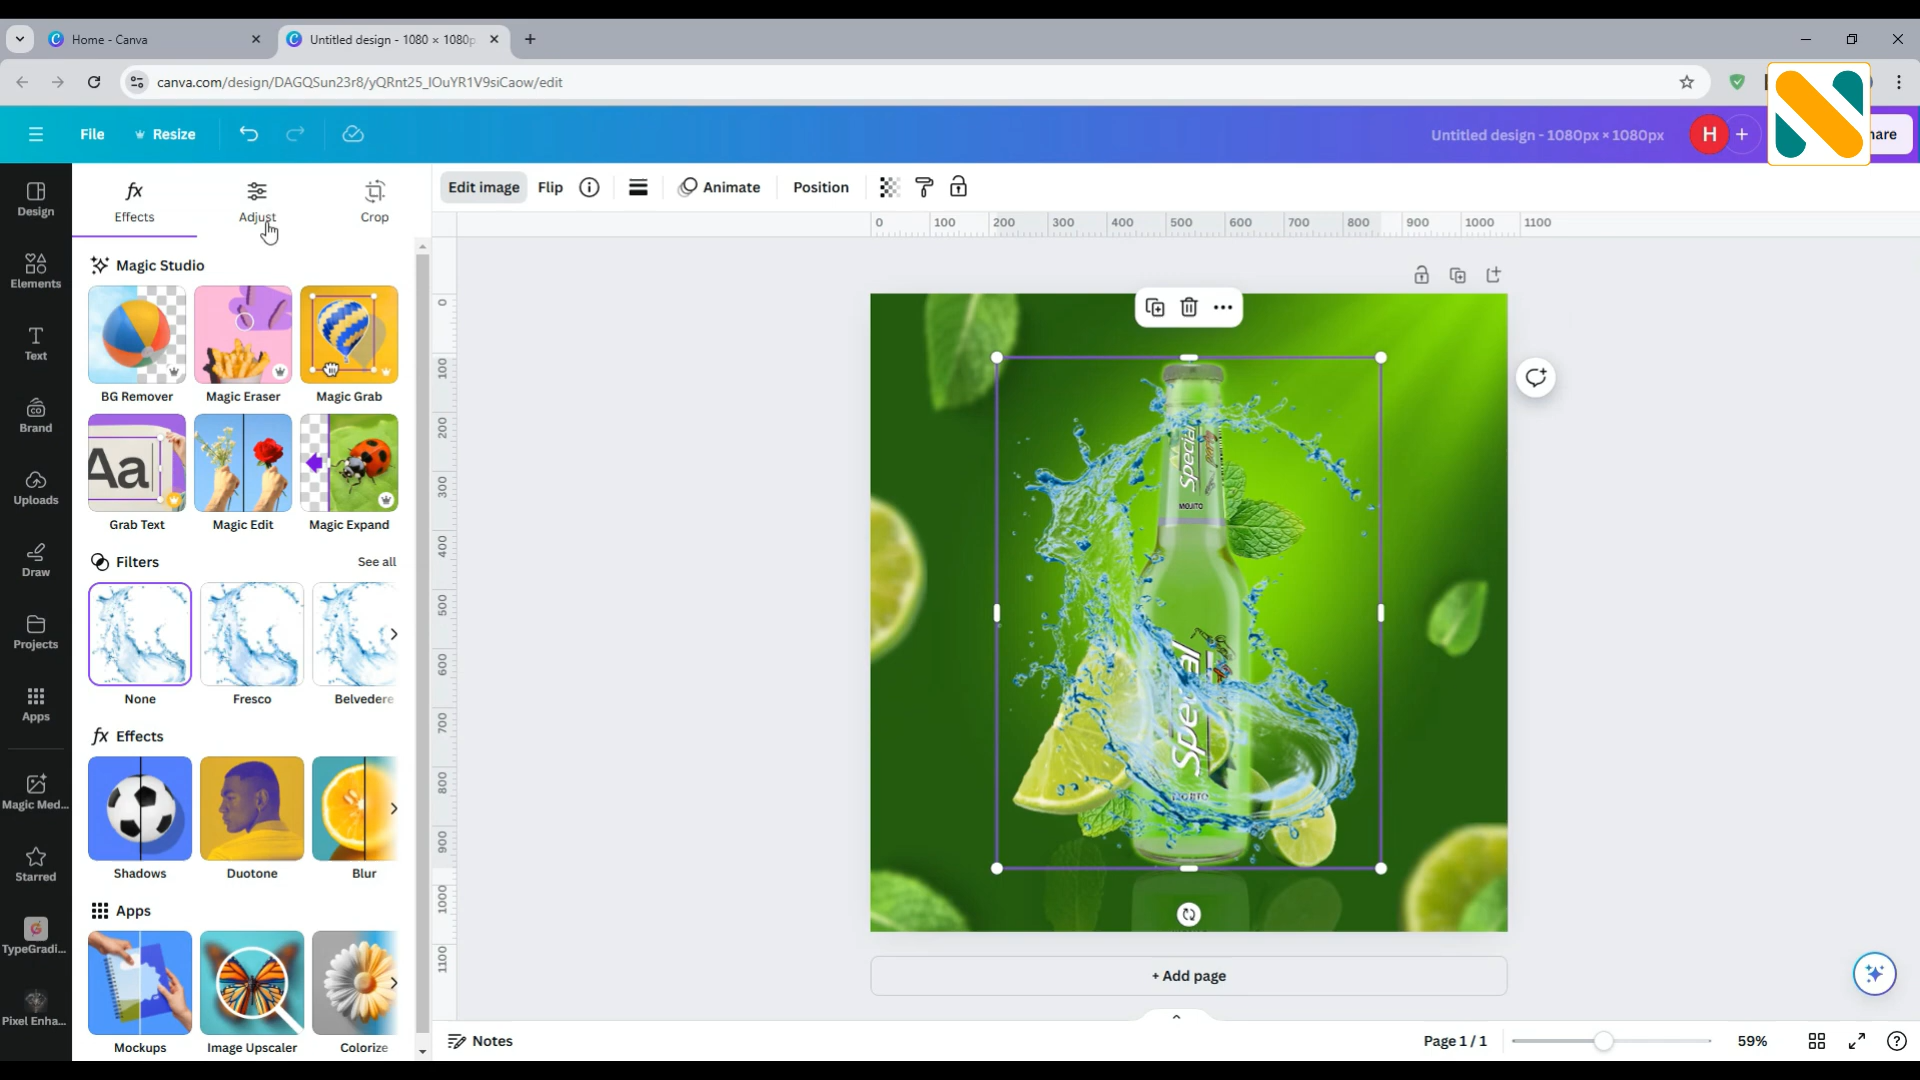 Home - Canva
Untitled design - 1080 × 1080p
canva.com/design/DAGQSun23r8/yQRnt25_lOuYR1V9siCaow/edit
File
Resize
Untitled design - 1080px × 1080px
H
Design
Elements
Text
Brand
Uploads
Draw
Projects
Apps
Magic Med...
Starred
TypeGradi...
Pixel Enha...
Effects
Adjust
Crop
Magic Studio
BG Remover
Magic Eraser
Magic Grab
Aa
Grab Text
Magic Edit
Magic Expand
Filters
See all
None
Fresco
Belvedere
Effects
Shadows
Duotone
Blur
Apps
Mockups
Image Upscaler
Colorize
Edit image
Flip
Animate
Position
0 100 200 300 400 500 600 700 800 900 1000 1100
0
100
200
300
400
500
600
700
800
900
1000
1100
Special
MOJITO
Special
MOJITO
+ Add page
Notes
Page 1 / 1
59%